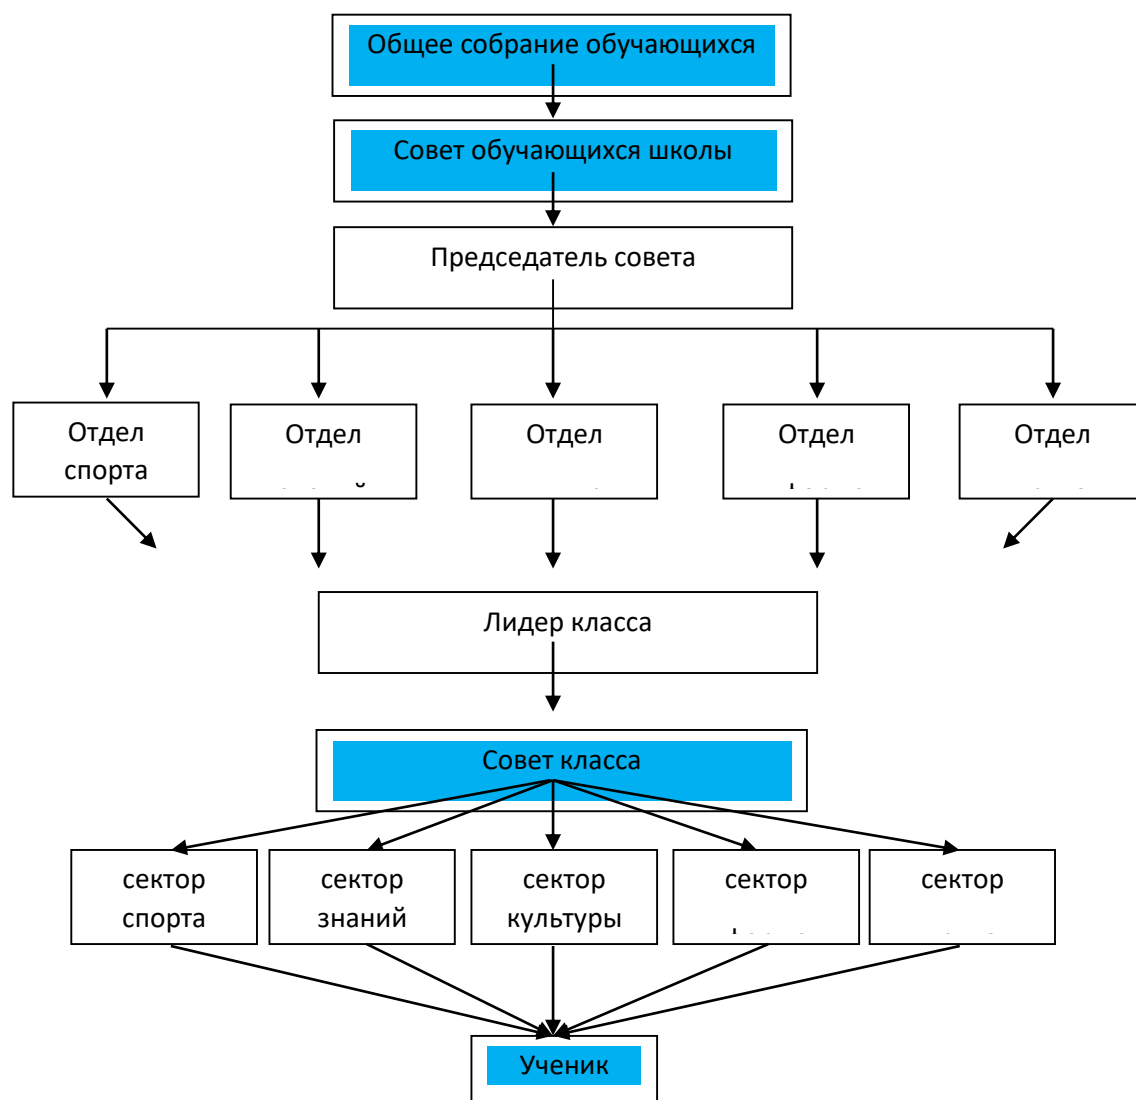 Общее собрание обучающихся
Совет обучающихся школы
Председатель совета
Отдел
спорта
Отдел
Отдел
Отдел
Отдел
Лидер класса
Совет класса
сектор
спорта
сектор
знаний
сектор
культуры
сектор
сектор
Ученик